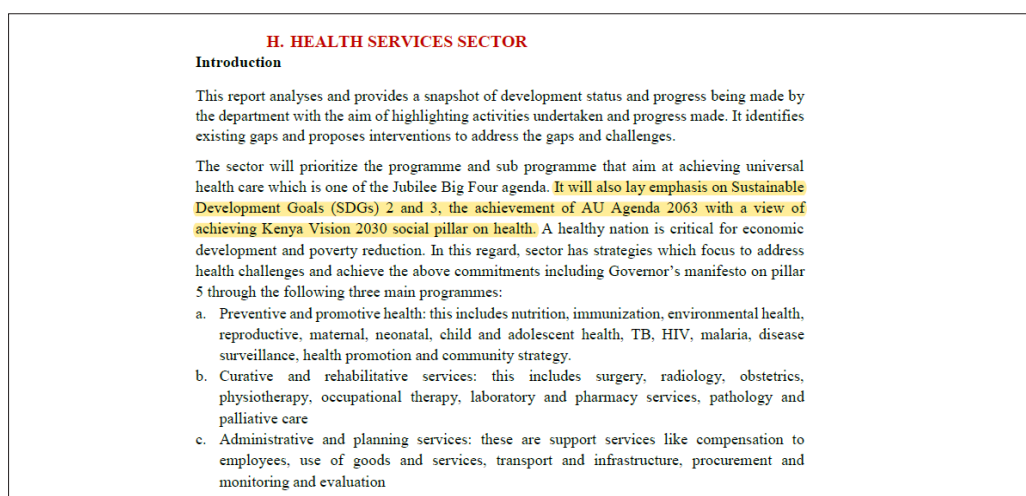 H. HEALTH SERVICES SECTOR
Introduction
This report analyses and provides a snapshot of development status and progress being made by
the department with the aim of highlighting activities undertaken and progress made. It identifies
existing gaps and proposes interventions to address the gaps and challenges.
The sector will prioritize the programme and sub programme that aim at achieving universal
health care which is one of the Jubilee Big Four agenda. It will also lay emphasis on Sustainable
Development Goals (SDGs) 2 and 3, the achievement of AU Agenda 2063 with a view of
achieving Kenya Vision 2030 social pillar on health. A healthy nation is critical for economic
development and poverty reduction. In this regard, sector has strategies which focus to address
health challenges and achieve the above commitments including Governor's manifesto on pillar
5 through the following three main programmes:
a. Preventive and promotive health: this includes nutrition, immunization, environmental health,
reproductive, maternal, neonatal, child and adolescent health, TB, HIV, malaria, disease
surveillance, health promotion and community strategy.
b. Curative and rehabilitative services: this includes surgery, radiology, obstetrics,
physiotherapy, occupational therapy, laboratory and pharmacy services, pathology and
palliative care
c. Administrative and planning services: these are support services like compensation to
employees, use of goods and services, transport and infrastructure, procurement and
monitoring and evaluation